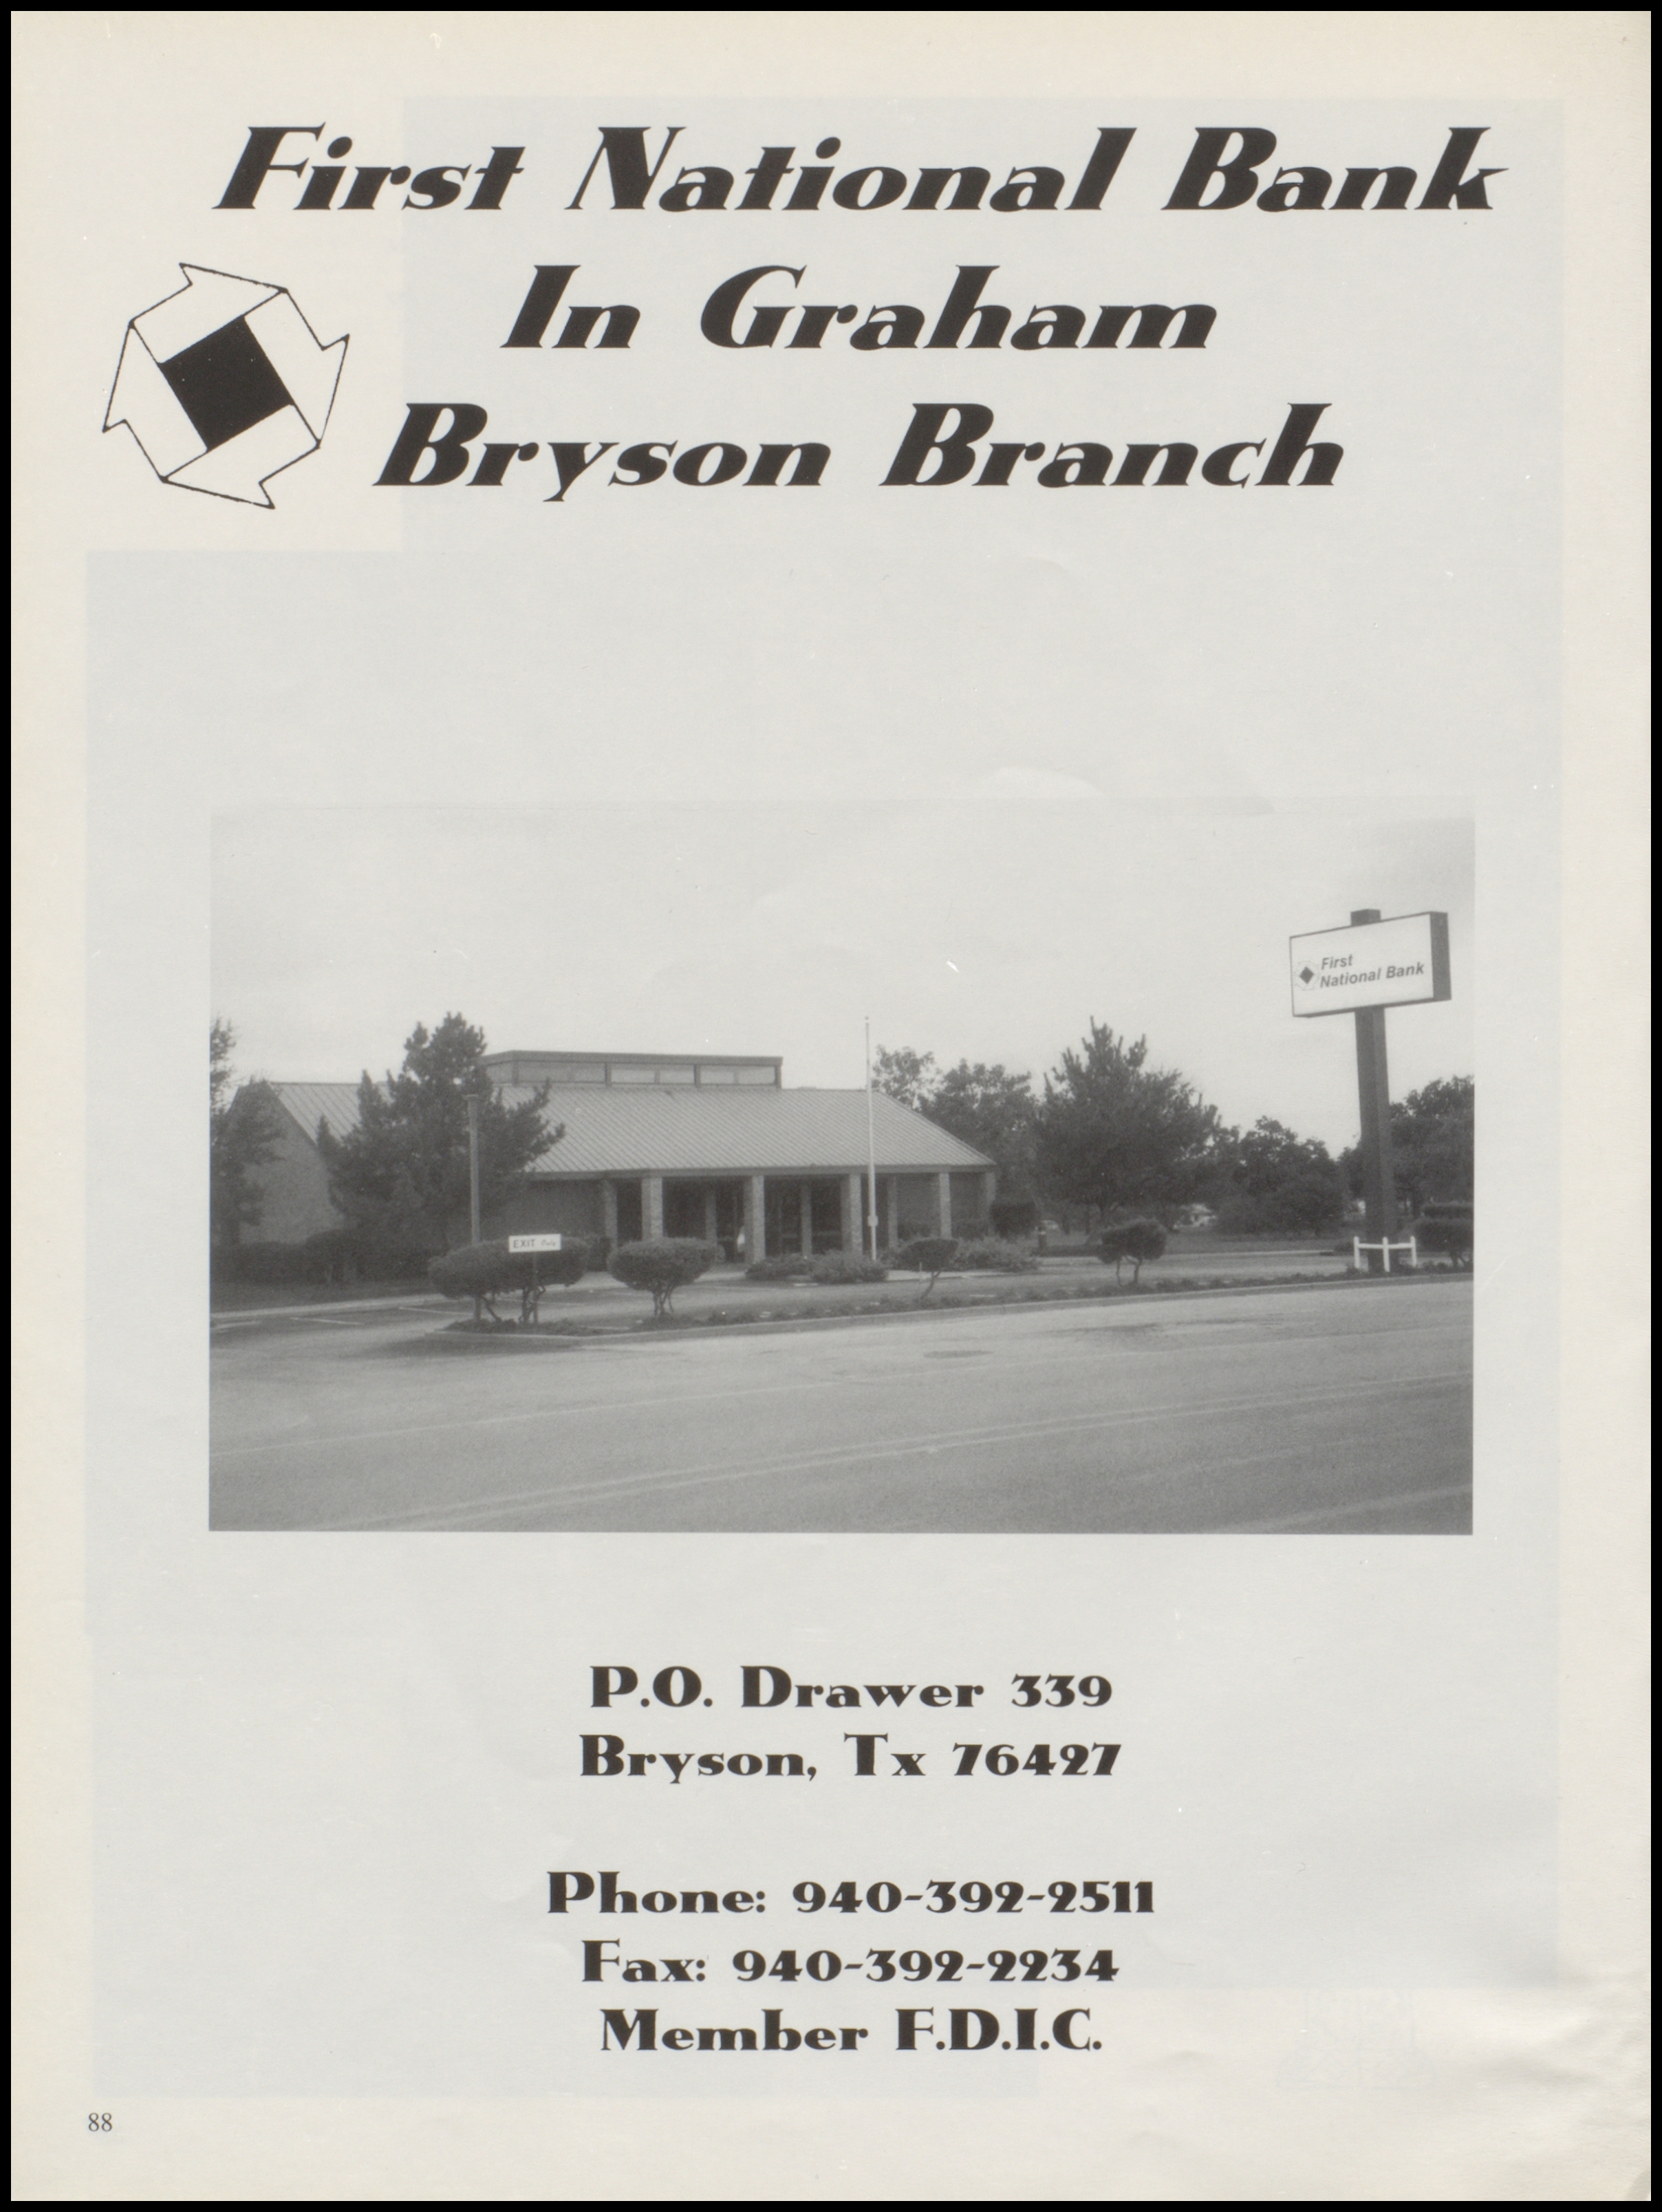 First National Bank
In Graham
Bryson Branch
First
National Bank
EXIT Only
P.O. Drawer 339
Bryson, Tx 76427
Phone: 940-392-2511
Fax: 940-392-2234
Member F.D.I.C.
88